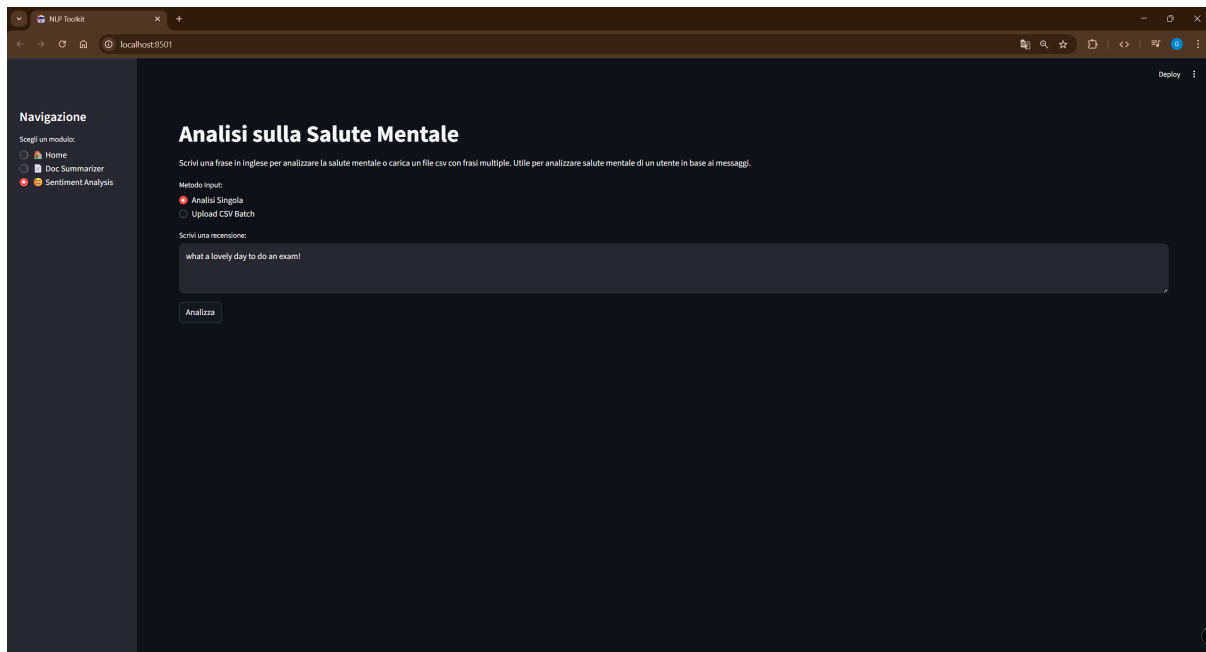 NLP Toolkit
localhost:8501
Deploy
Navigazione
Scegli un modulo:
Home
Doc Summarizer
Sentiment Analysis
Analisi sulla Salute Mentale
Scrivi una frase in inglese per analizzare la salute mentale o carica un file csv con frasi multiple. Utile per analizzare salute mentale di un utente in base ai messaggi.
Metodo Input:
Analisi Singola
Upload CSV Batch
Scrivi una recensione:
what a lovely day to do an exam!
Analizza